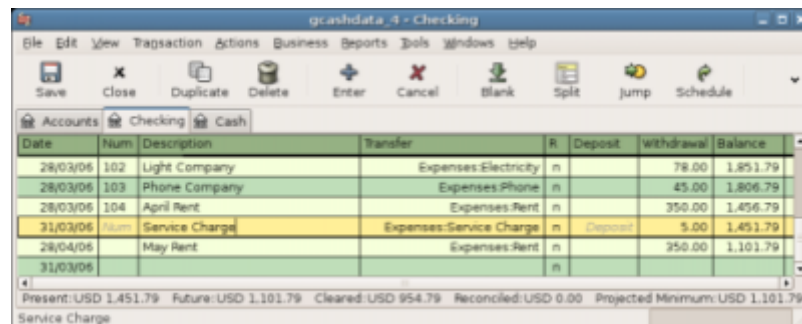 gcashdata_4 - Checking
File Edit View Transaction Actions Business Reports Tools Windows Help
Save Close Duplicate Delete Enter Cancel Blank Split Jump Schedule
Accounts Checking Cash
Date Num Description Transfer R Deposit Withdrawal Balance
28/03/06 102 Light Company Expenses:Electricity n 78.00 1,851.79
28/03/06 103 Phone Company Expenses:Phone n 45.00 1,806.79
28/03/06 104 April Rent Expenses:Rent n 350.00 1,456.79
31/03/06 Num Service Charge Expenses:Service Charge n Deposit 5.00 1,451.79
28/04/06 May Rent Expenses:Rent n 350.00 1,101.79
31/03/06 n
Present: USD 1,451.79 Future: USD 1,101.79 Cleared: USD 954.79 Reconciled: USD 0.00 Projected Minimum: USD 1,101.79
Service Charge